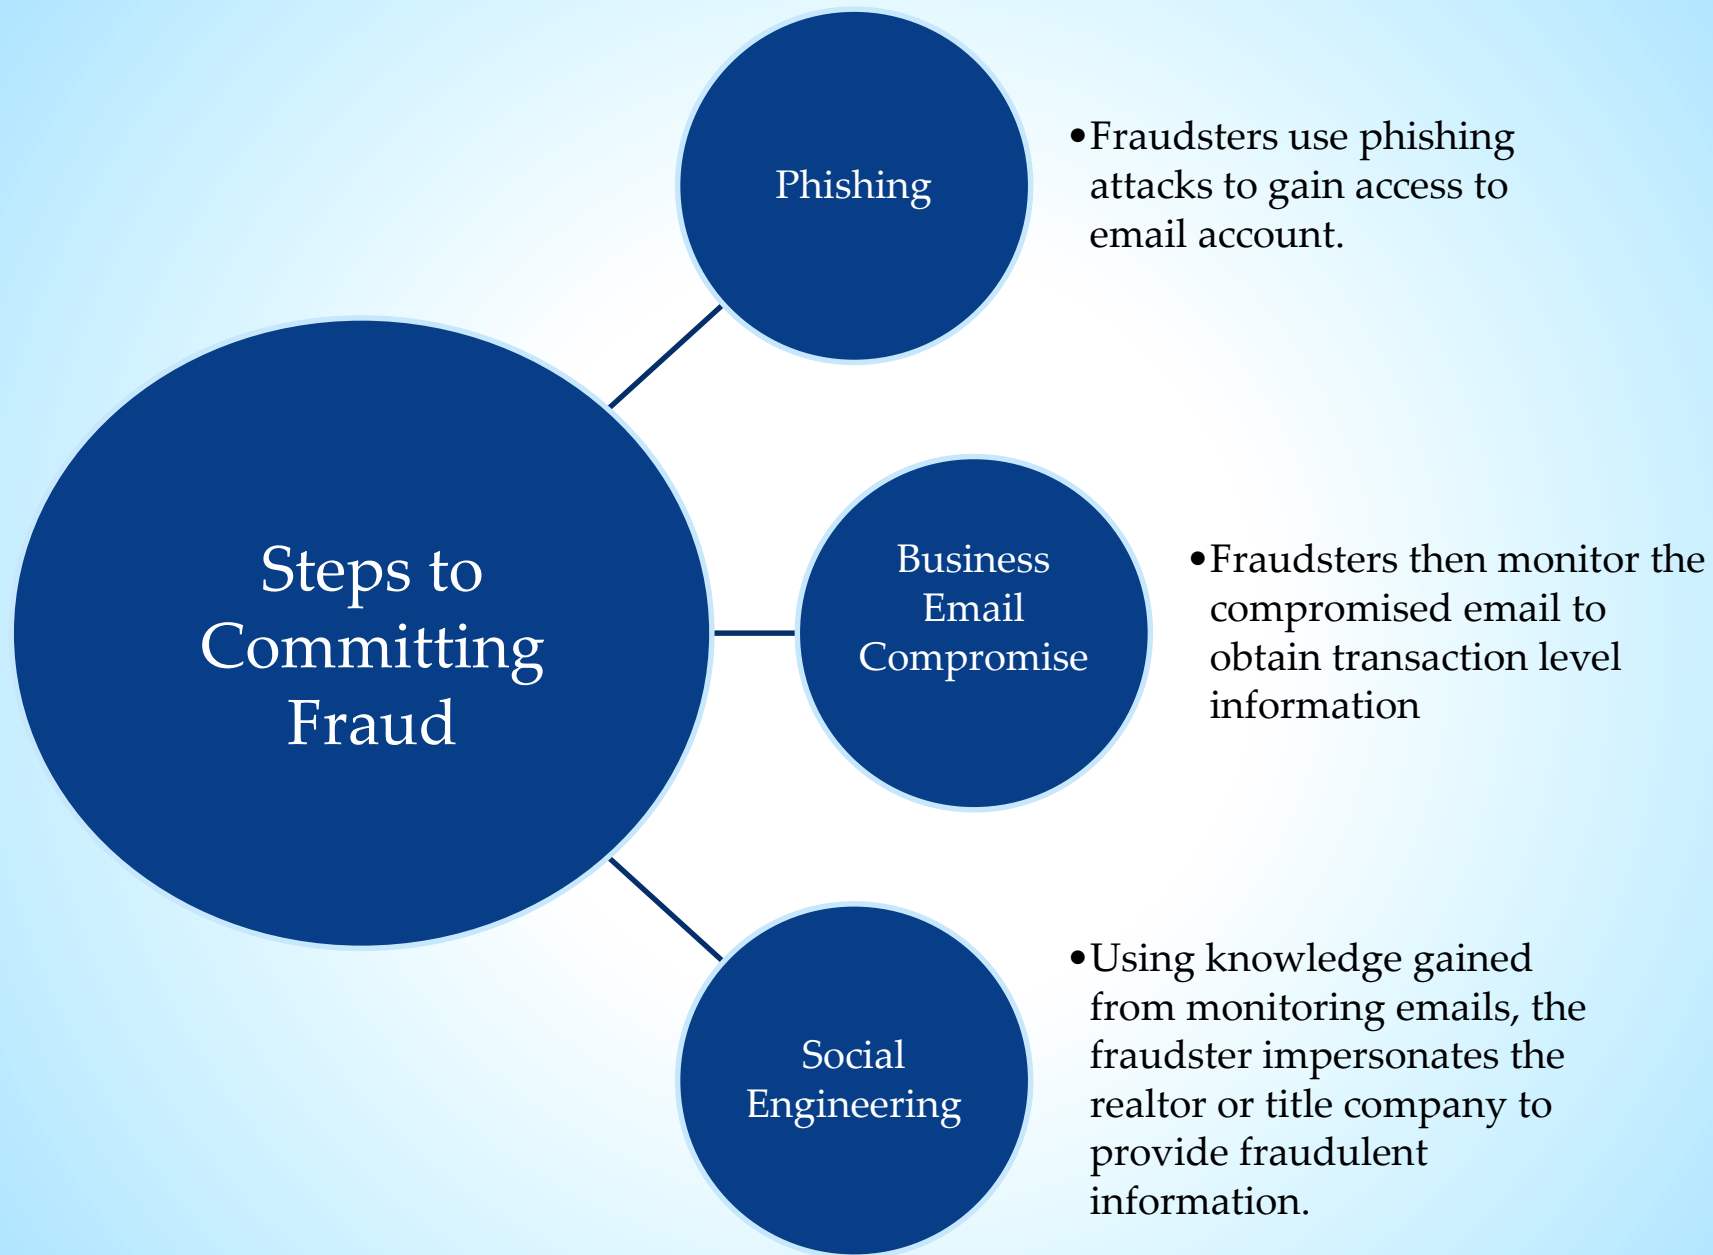 Phishing
•Fraudsters use phishing
attacks to gain access to
email account.
Steps to
Committing
Fraud
Business
Email
Compromise
•Fraudsters then monitor the
compromised email to
obtain transaction level
information
Social
Engineering
•Using knowledge gained
from monitoring emails, the
fraudster impersonates the
realtor or title company to
provide fraudulent
information.